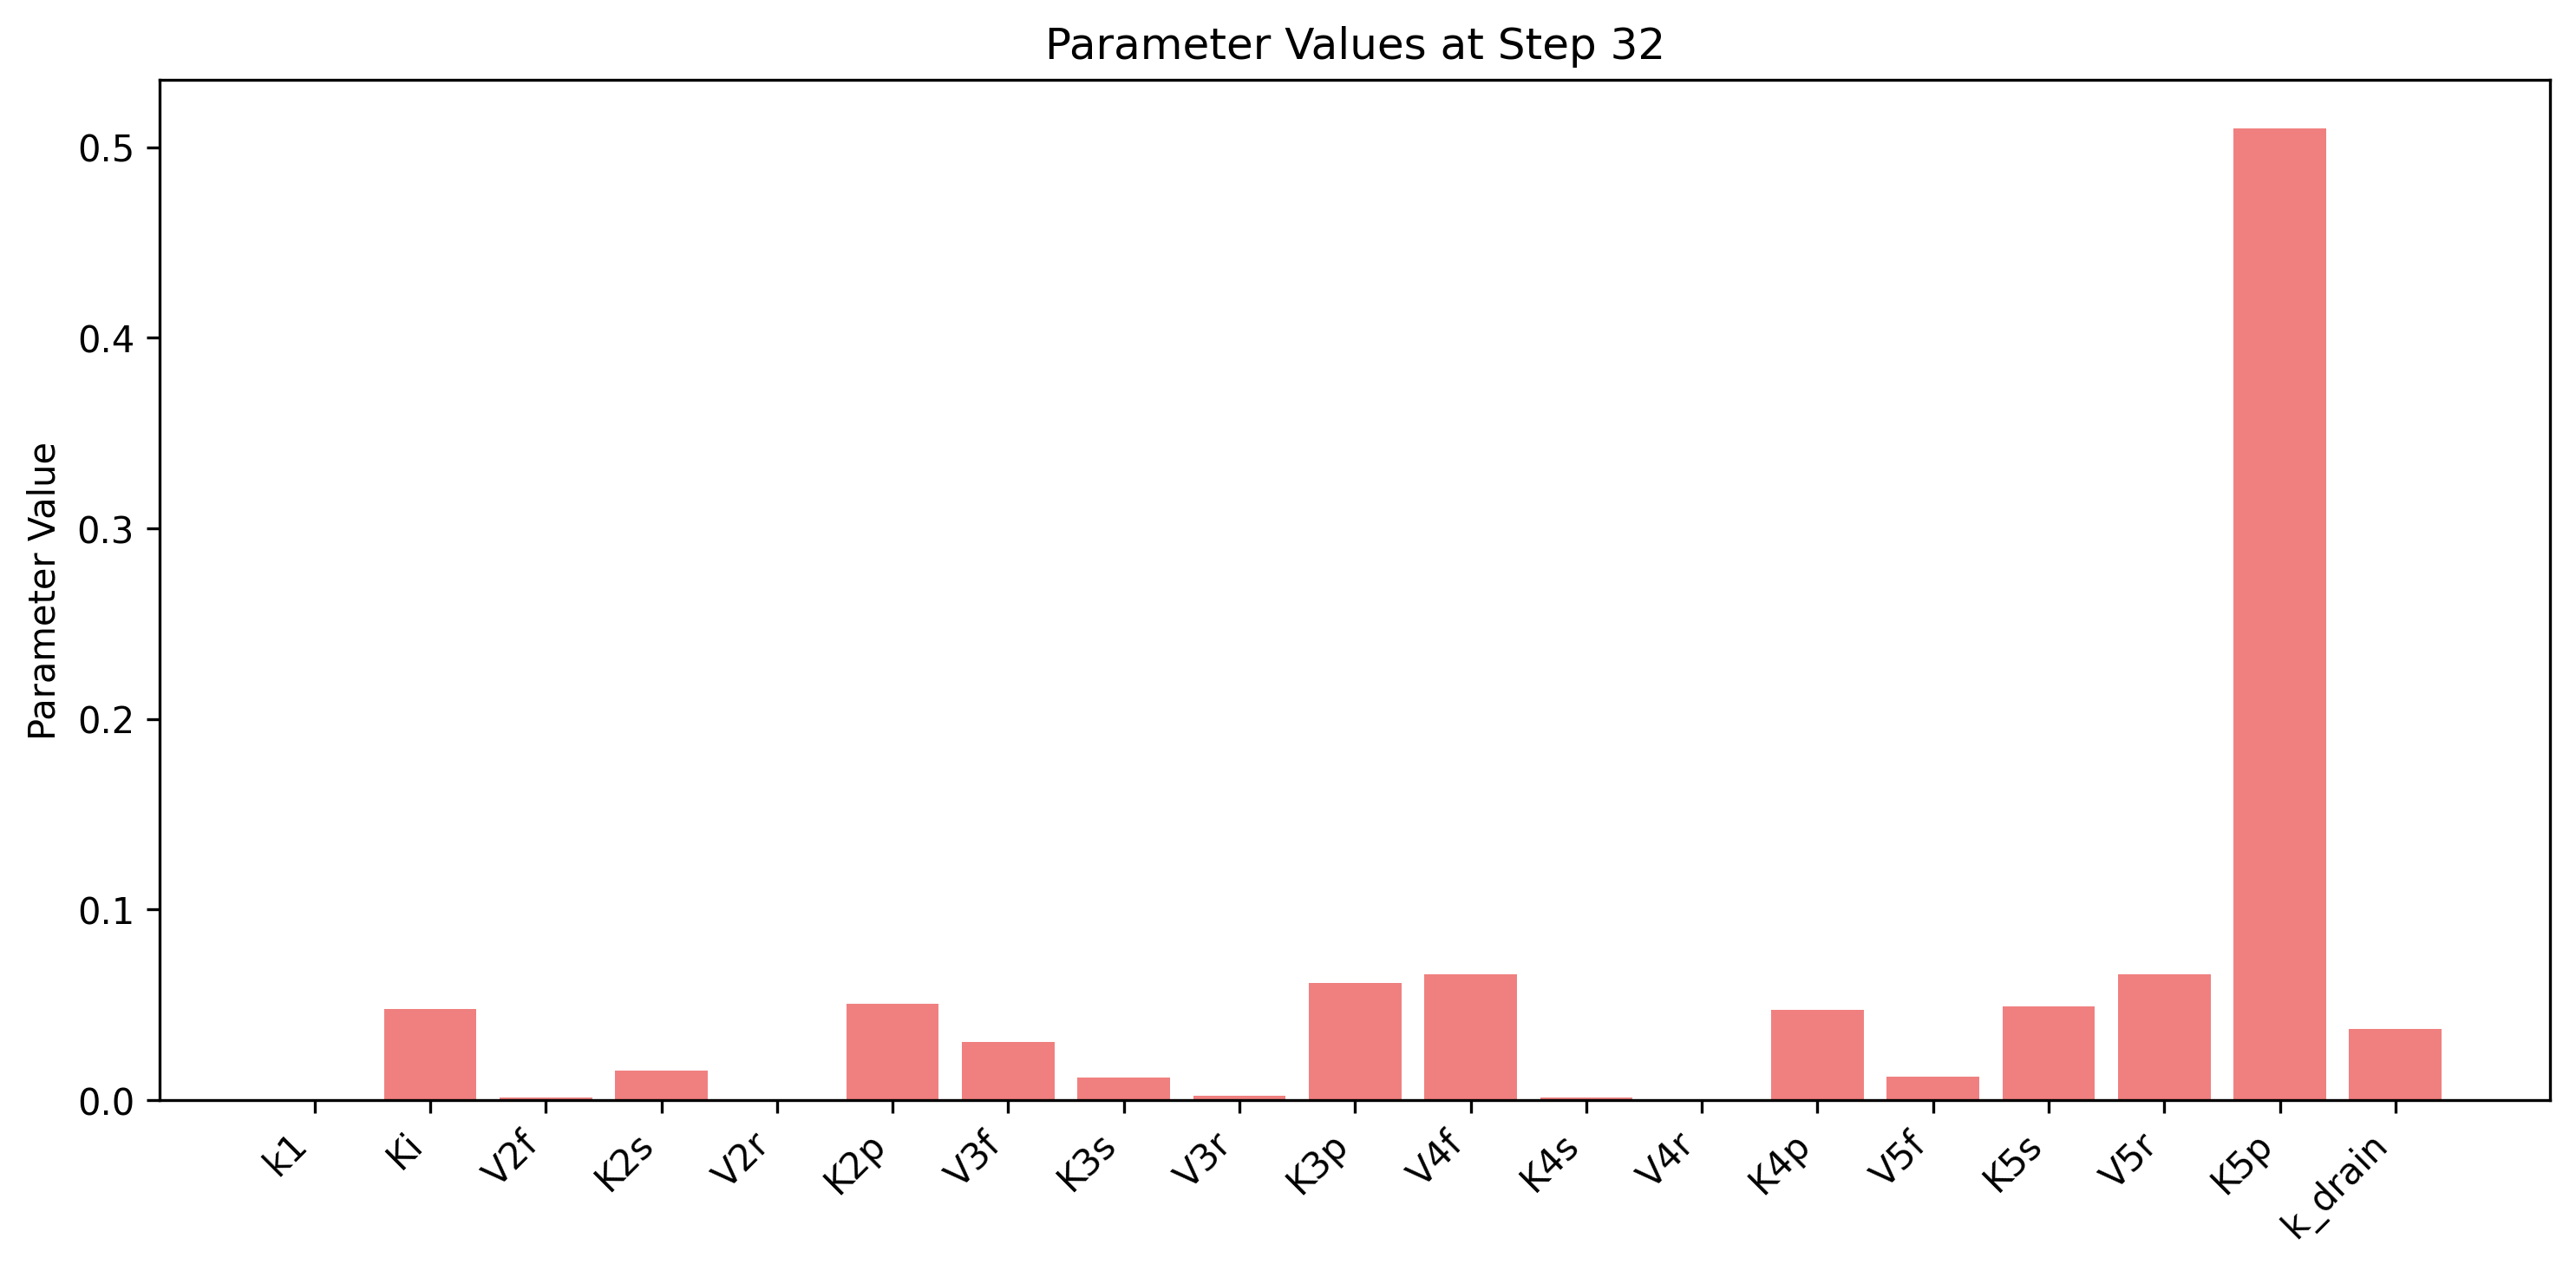 Parameter Values at Step 32
Parameter Value
0.5
0.4
0.3
0.2
0.1
0.0
k1
Ki
V2f
K2s
V2r
K2p
V3f
K3s
V3r
K3p
V4f
K4s
V4r
K4p
V5f
K5s
V5r
K5p
k_drain